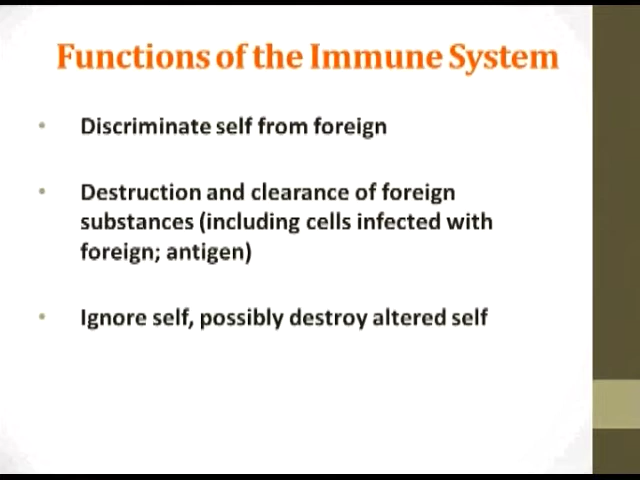 Functions of the Immune System
• Discriminate self from foreign
• Destruction and clearance of foreign
substances (including cells infected with
foreign; antigen)
• Ignore self, possibly destroy altered self